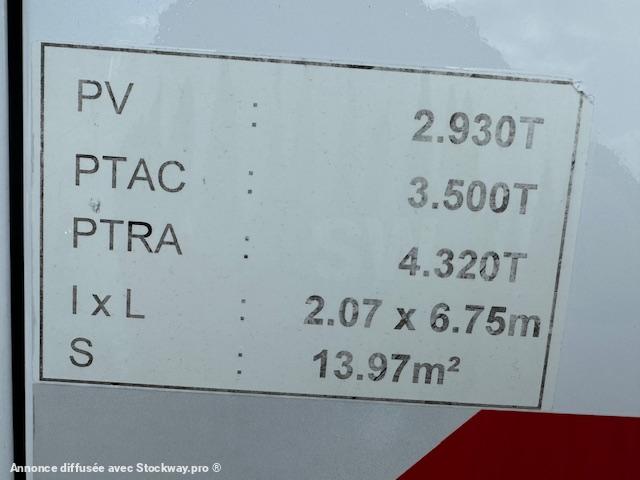 PV : 2.930T
PTAC : 3.500T
PTRA : 4.320T
l x L : 2.07 x 6.75m
S : 13.97m²
Annonce diffusée avec Stockway.pro ®